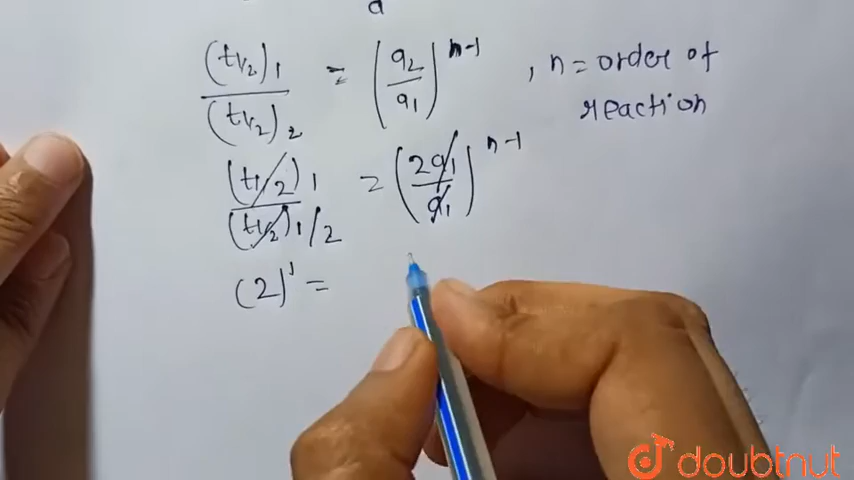 a
(t1/2)1 / (t1/2)2 = (a2/a1)^n-1 , n = order of
reaction
(t1/2)1 / (t1/2)1/2 = (2a1/a1)^n-1
(2)^1 =
doubtnut